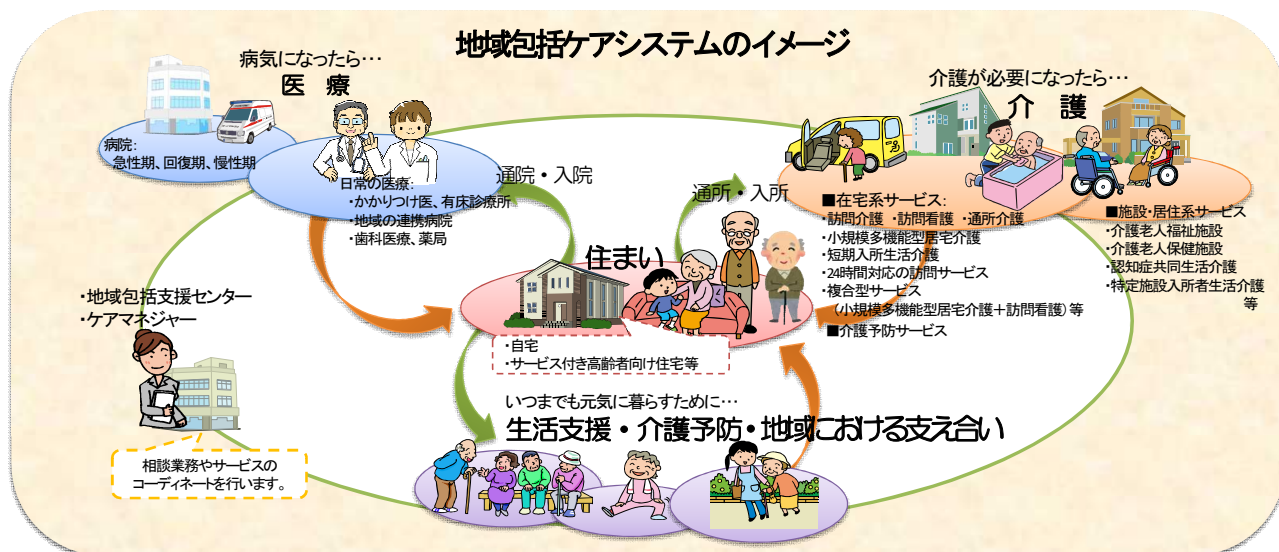 地域包括ケアシステムのイメージ
病気になったら･･･
医　療
病院:
急性期、回復期、慢性期
日常の医療:
・かかりつけ医、有床診療所
・地域の連携病院
・歯科医療、薬局
通院・入院
通所・入所
介護が必要になったら･･･
介　護
■在宅系サービス:
・訪問介護　・訪問看護　・通所介護
・小規模多機能型居宅介護
・短期入所生活介護
・24時間対応の訪問サービス
・複合型サービス
（小規模多機能型居宅介護＋訪問看護）等
■介護予防サービス
■施設・居住系サービス
・介護老人福祉施設
・介護老人保健施設
・認知症共同生活介護
・特定施設入所者生活介護
等
住まい
・自宅
・サービス付き高齢者向け住宅等
・地域包括支援センター
・ケアマネジャー
相談業務やサービスの
コーディネートを行います。
いつまでも元気に暮らすために･･･
生活支援・介護予防・地域における支え合い